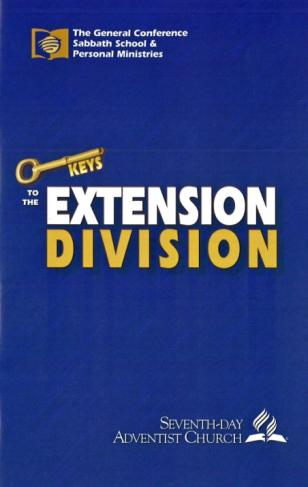 The General Conference
Sabbath School &
Personal Ministries
KEYS
TO
THE
EXTENSION
DIVISION
SEVENTH-DAY
ADVENTIST CHURCH